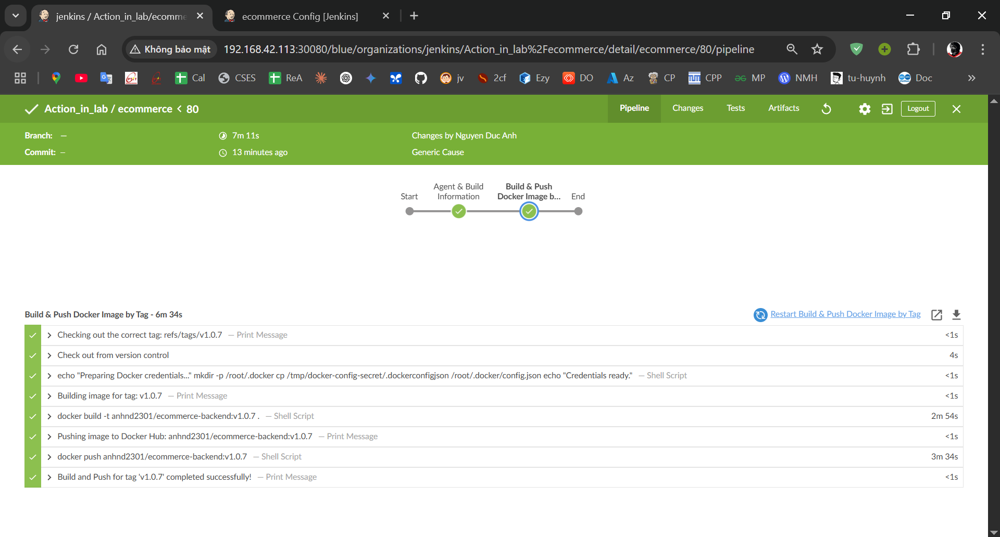 jenkins / Action_in_lab/ecomme
ecommerce Config [Jenkins]
Không bảo mật
192.168.42.113:30080/blue/organizations/jenkins/Action_in_lab%2Fecommerce/detail/ecommerce/80/pipeline
Cal CSES ReA jv 2cf Ezy DO Az CP CPP MP NMH tu-huynh Doc
Action_in_lab / ecommerce < 80
Pipeline Changes Tests Artifacts Logout
Branch: — 7m 11s Changes by Nguyen Duc Anh
Commit: — 13 minutes ago Generic Cause
Start
Agent & Build
Information
Build & Push
Docker Image b...
End
Build & Push Docker Image by Tag - 6m 34s
Restart Build & Push Docker Image by Tag
Checking out the correct tag: refs/tags/v1.0.7 — Print Message <1s
Check out from version control 4s
echo "Preparing Docker credentials..." mkdir -p /root/.docker cp /tmp/docker-config-secret/.dockerconfigjson /root/.docker/config.json echo "Credentials ready." — Shell Script <1s
Building image for tag: v1.0.7 — Print Message <1s
docker build -t anhnd2301/ecommerce-backend:v1.0.7 . — Shell Script 2m 54s
Pushing image to Docker Hub: anhnd2301/ecommerce-backend:v1.0.7 — Print Message <1s
docker push anhnd2301/ecommerce-backend:v1.0.7 — Shell Script 3m 34s
Build and Push for tag 'v1.0.7' completed successfully! — Print Message <1s